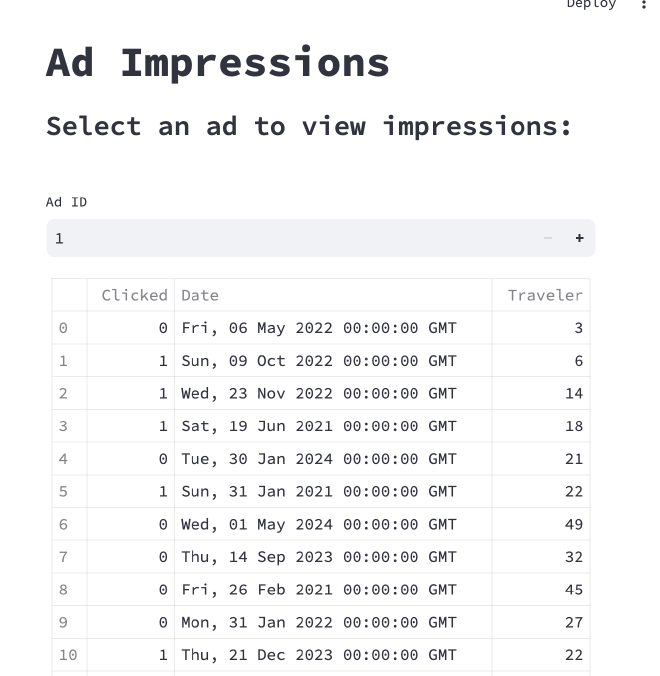 Deploy
Ad Impressions
Select an ad to view impressions:
Ad ID
1 − +
Clicked Date Traveler
0 0 Fri, 06 May 2022 00:00:00 GMT 3
1 1 Sun, 09 Oct 2022 00:00:00 GMT 6
2 1 Wed, 23 Nov 2022 00:00:00 GMT 14
3 1 Sat, 19 Jun 2021 00:00:00 GMT 18
4 0 Tue, 30 Jan 2024 00:00:00 GMT 21
5 1 Sun, 31 Jan 2021 00:00:00 GMT 22
6 0 Wed, 01 May 2024 00:00:00 GMT 49
7 0 Thu, 14 Sep 2023 00:00:00 GMT 32
8 0 Fri, 26 Feb 2021 00:00:00 GMT 45
9 0 Mon, 31 Jan 2022 00:00:00 GMT 27
10 1 Thu, 21 Dec 2023 00:00:00 GMT 22